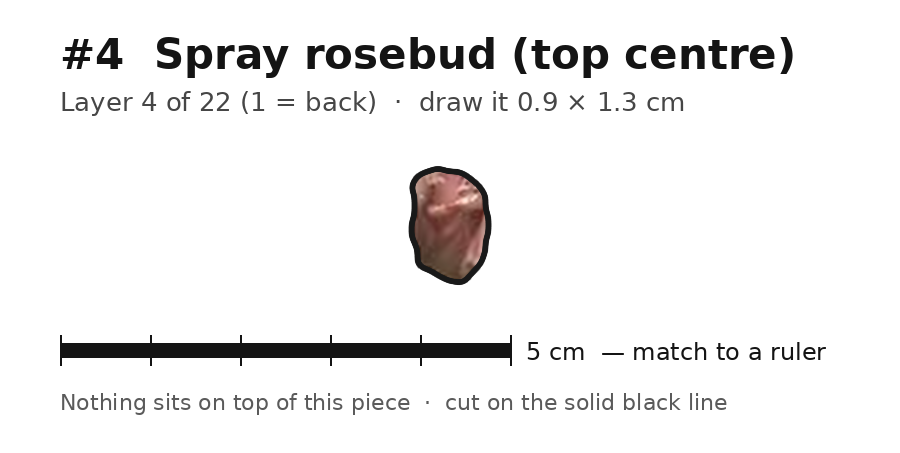 #4 Spray rosebud (top centre)
Layer 4 of 22 (1 = back) · draw it 0.9 × 1.3 cm
5 cm — match to a ruler
Nothing sits on top of this piece · cut on the solid black line